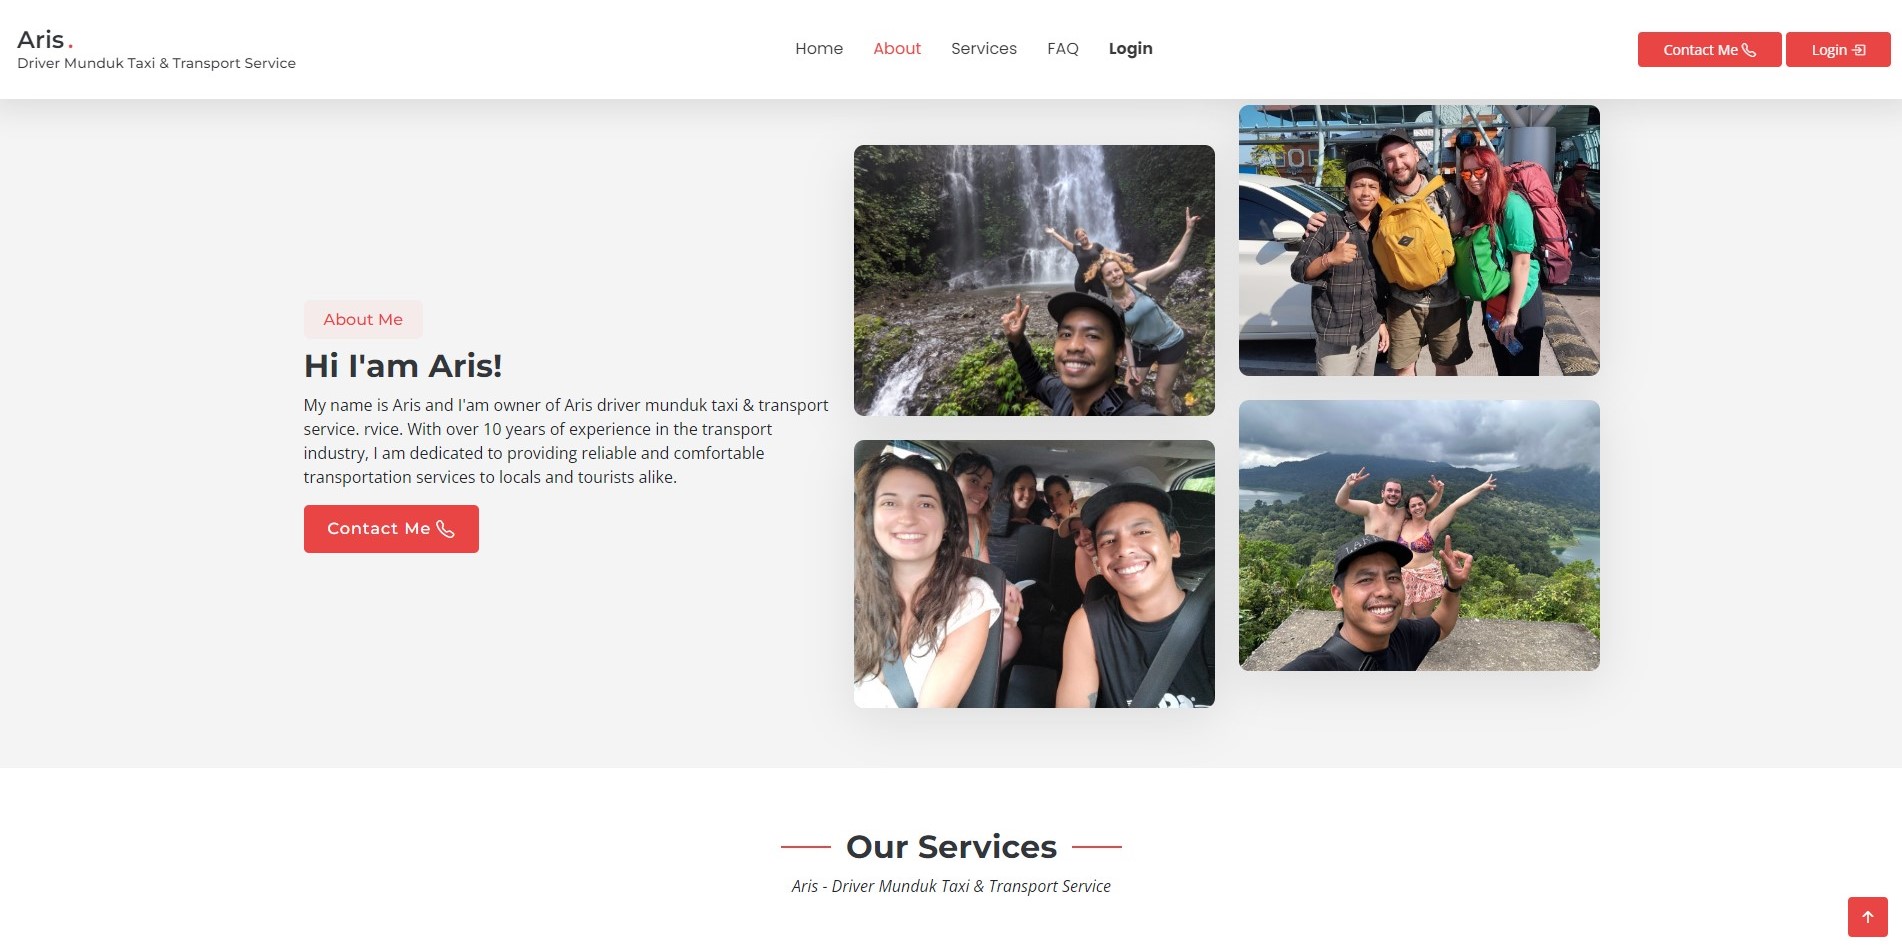 Aris.
Driver Munduk Taxi & Transport Service
Home
About
Services
FAQ
Login
Contact Me
Login
About Me
Hi I'am Aris!
My name is Aris and I'am owner of Aris driver munduk taxi & transport
service. rvice. With over 10 years of experience in the transport
industry, I am dedicated to providing reliable and comfortable
transportation services to locals and tourists alike.
Contact Me
Our Services
Aris - Driver Munduk Taxi & Transport Service